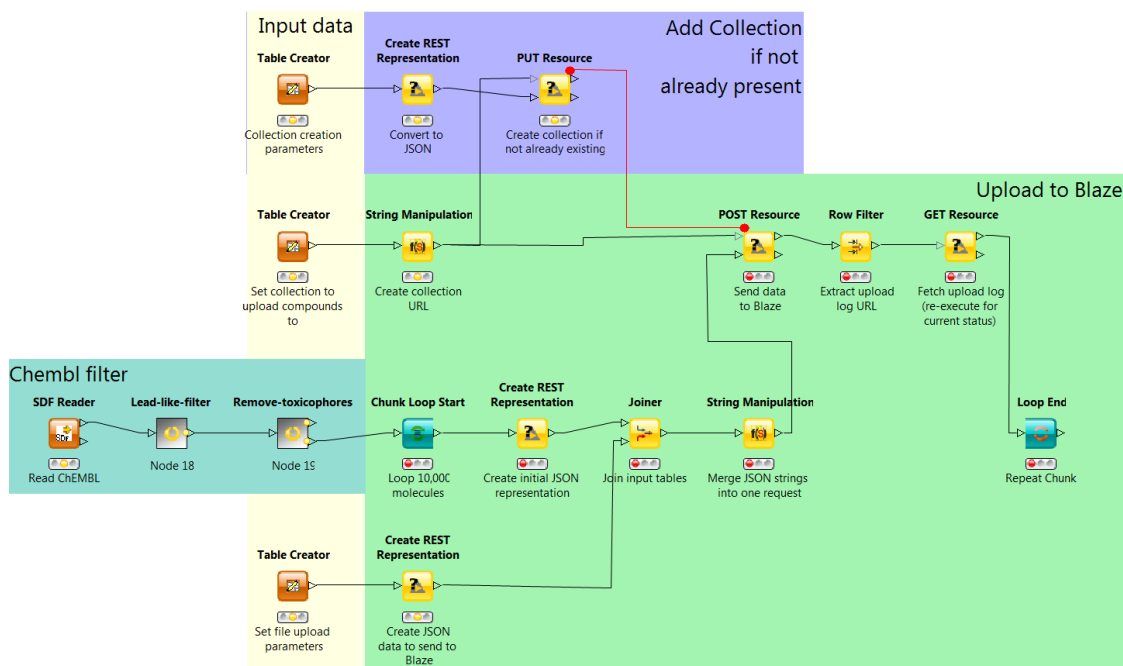 Input data
Add Collection
if not
already present
Create REST
Representation
Table Creator
PUT Resource
Collection creation
parameters
Convert to
JSON
Create collection if
not already existing
Upload to Blaze
Table Creator
String Manipulation
POST Resource
Row Filter
GET Resource
Set collection to
upload compounds
to
Create collection
URL
Send data
to Blaze
Extract upload
log URL
Fetch upload log
(re-execute for
current status)
Chembl filter
SDF Reader
Lead-like-filter
Remove-toxicophores
Chunk Loop Start
Create REST
Representation
Joiner
String Manipulation
Loop End
SDF
Read ChEMBL
Node 18
Node 19
Loop 10,000
molecules
Create initial JSON
representation
Join input tables
Merge JSON strings
into one request
Repeat Chunk
Table Creator
Create REST
Representation
Set file upload
parameters
Create JSON
data to send to
Blaze